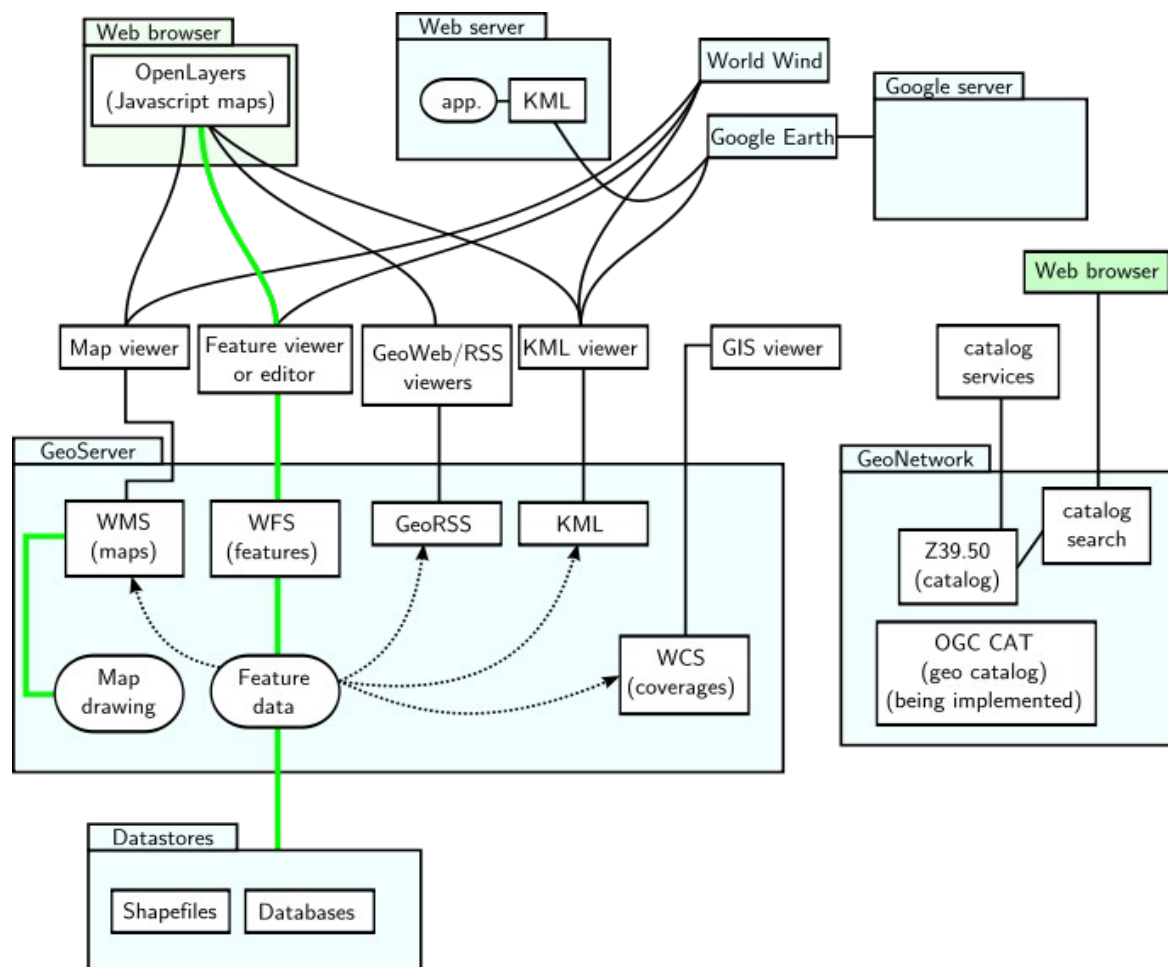 Web browser
OpenLayers
(Javascript maps)
Web server
app.
KML
World Wind
Google Earth
Google server
Web browser
Map viewer
Feature viewer
or editor
GeoWeb/RSS
viewers
KML viewer
GIS viewer
catalog
services
GeoServer
WMS
(maps)
WFS
(features)
GeoRSS
KML
Map
drawing
Feature
data
WCS
(coverages)
GeoNetwork
Z39.50
(catalog)
catalog
search
OGC CAT
(geo catalog)
(being implemented)
Datastores
Shapefiles
Databases